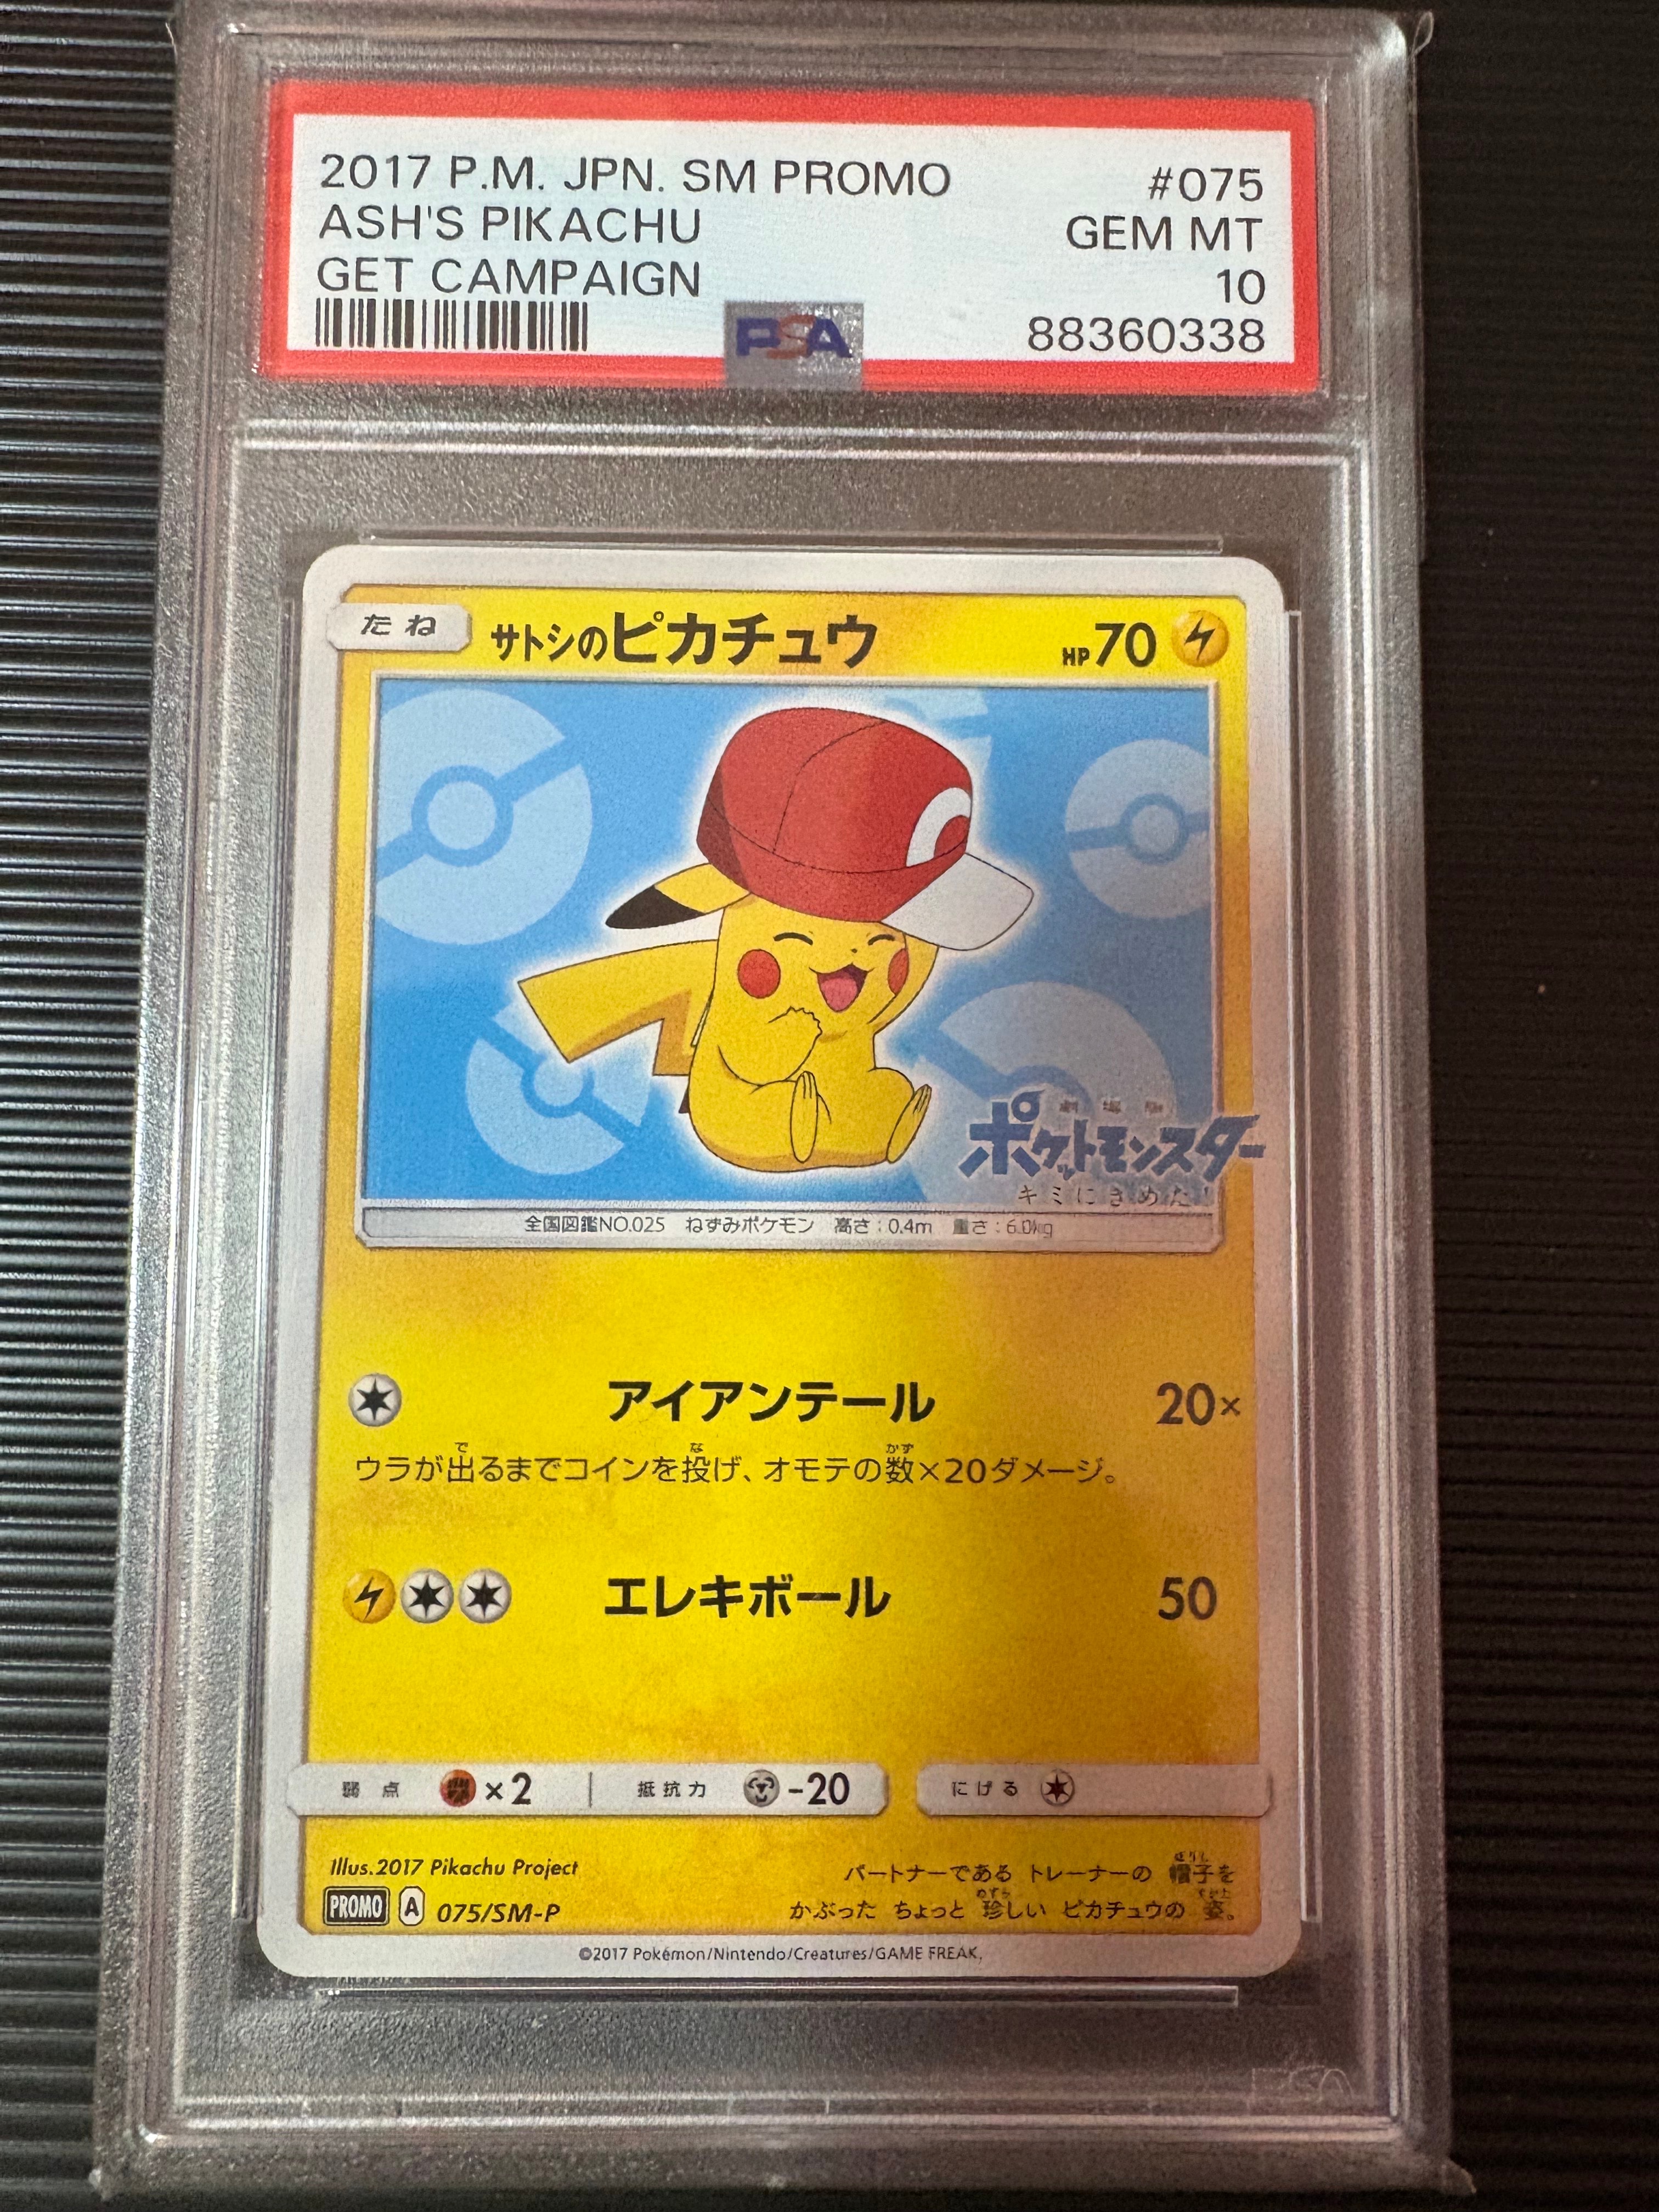 2017 P.M. JPN. SM PROMO #075
ASH'S PIKACHU GEM MT
GET CAMPAIGN 10
PSA 88360338
たね サトシのピカチュウ HP70
劇場版
ポケットモンスター
キミにきめた!
全国図鑑NO.025 ねずみポケモン 高さ:0.4m 重さ:6.0kg
アイアンテール 20×
ウラが出るまでコインを投げ、オモテの数×20ダメージ。
エレキボール 50
弱点 ×2 抵抗力 -20 にげる
Illus.2017 Pikachu Project
パートナーである トレーナーの 帽子を
かぶった ちょっと 珍しい ピカチュウの 姿。
PROMO A 075/SM-P
©2017 Pokémon/Nintendo/Creatures/GAME FREAK.
PSA